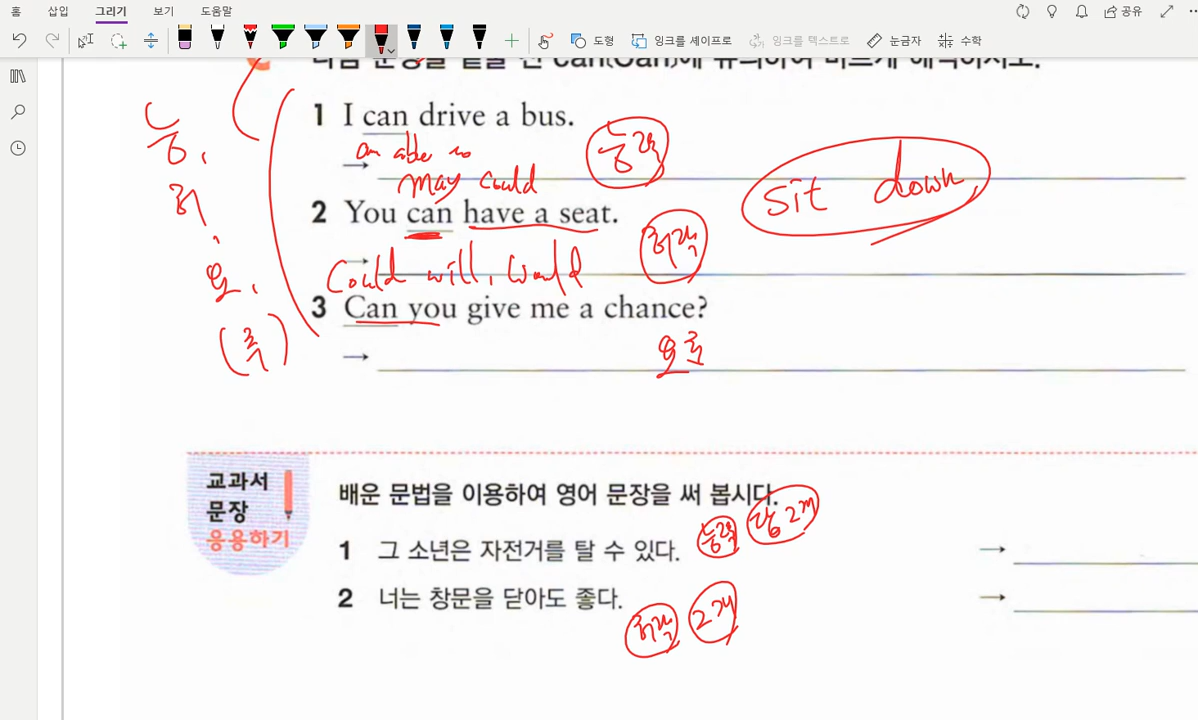 홈 삽입 그리기 보기 도움말
공유
도형 잉크를 셰이프로 잉크를 텍스트로 눈금자 수학
다음 문장을 밑줄 친 can(Can)에 유의하여 바르게 해석하시오.
1 I can drive a bus.
am able to
능력
→
may could
sit down
2 You can have a seat.
허락
→
Could will, would
3 Can you give me a chance?
→
능,
허
,
요,
(추)
교과서
문장
응용하기
배운 문법을 이용하여 영어 문장을 써 봅시다.
1 그 소년은 자전거를 탈 수 있다. 능력 →
2 너는 창문을 닫아도 좋다. →
허락 2개